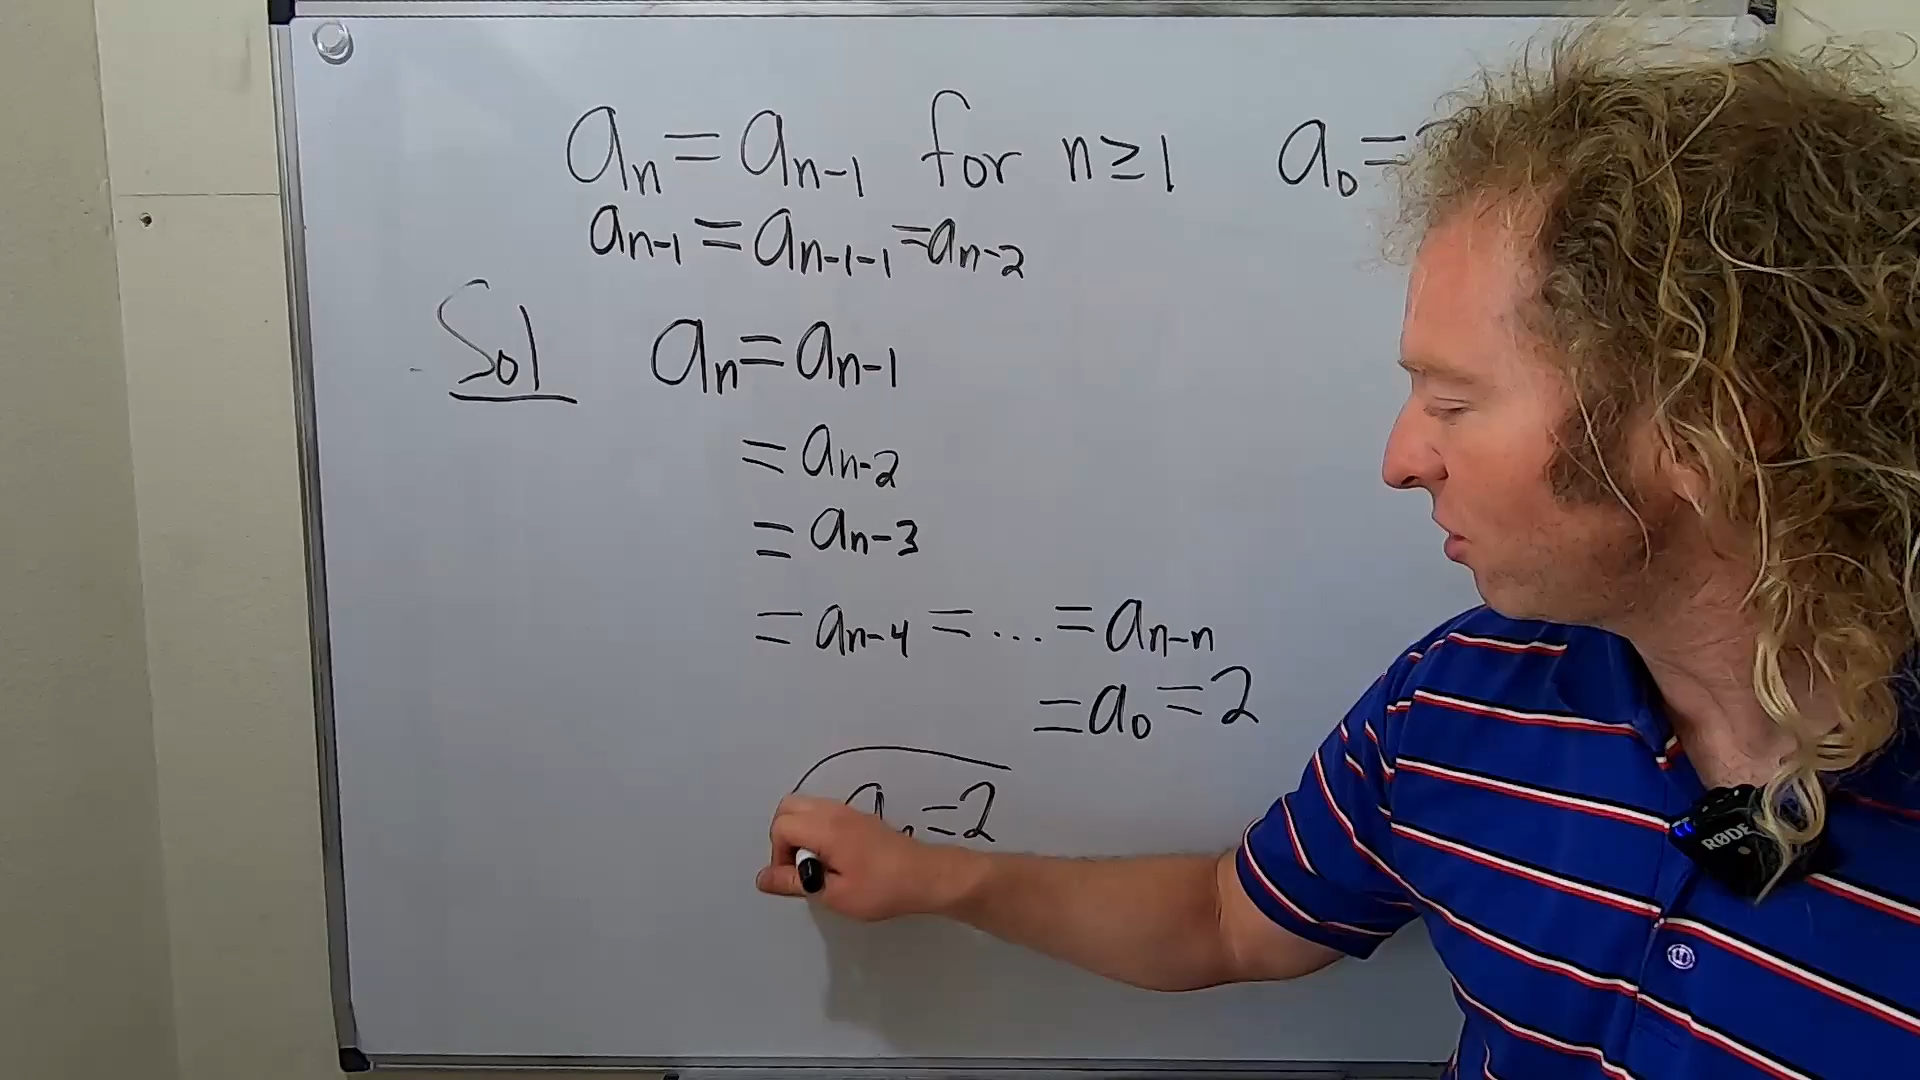 aₙ = aₙ₋₁ for n ≥ 1 a₀ =
aₙ₋₁ = aₙ₋₁₋₁ = aₙ₋₂
Sol aₙ = aₙ₋₁
= aₙ₋₂
= aₙ₋₃
= aₙ₋₄ = ... = aₙ₋ₙ
= a₀ = 2
aₙ = 2
RØDE